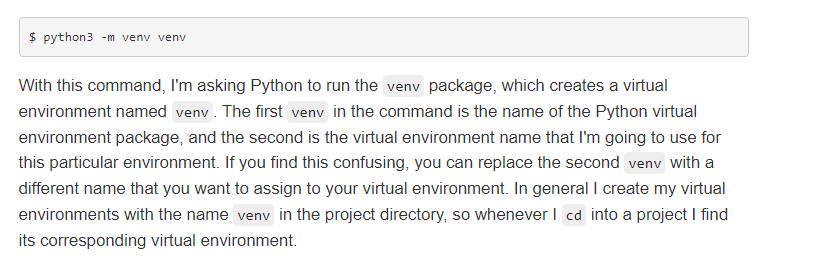 $ python3 -m venv venv
With this command, I'm asking Python to run the venv package, which creates a virtual
environment named venv. The first venv in the command is the name of the Python virtual
environment package, and the second is the virtual environment name that I'm going to use for
this particular environment. If you find this confusing, you can replace the second venv with a
different name that you want to assign to your virtual environment. In general I create my virtual
environments with the name venv in the project directory, so whenever I cd into a project I find
its corresponding virtual environment.